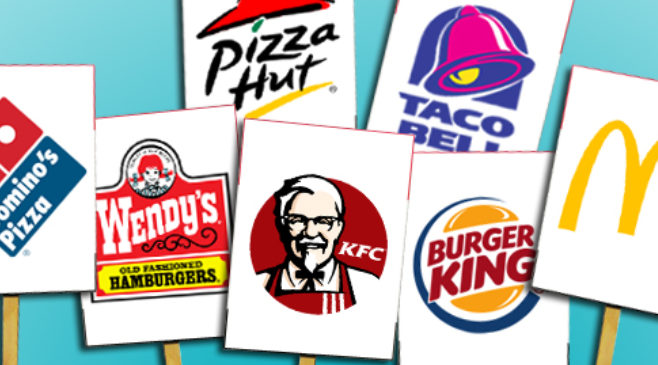 Pizza
Hut
®
TACO
BELL
omino's
Pizza
®
WENDY'S
OLD FASHIONED
HAMBURGERS
KFC
BURGER
KING
M